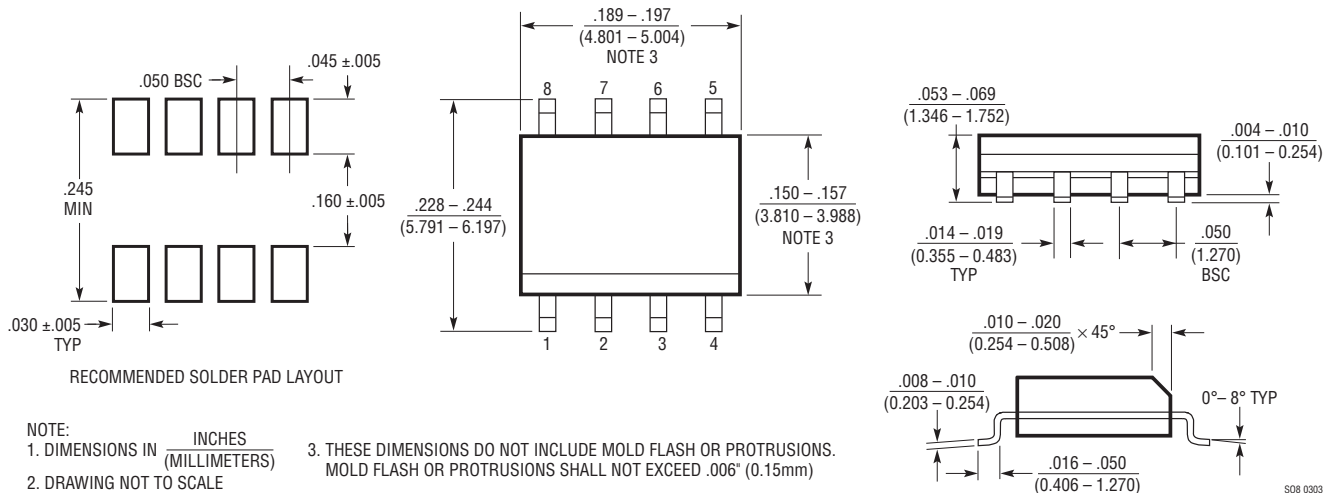 .050 BSC
.045 ±.005
.245
MIN
.160 ±.005
.030 ±.005
TYP
RECOMMENDED SOLDER PAD LAYOUT
.189 – .197
(4.801 – 5.004)
NOTE 3
8 7 6 5
.228 – .244
(5.791 – 6.197)
.150 – .157
(3.810 – 3.988)
NOTE 3
1 2 3 4
.053 – .069
(1.346 – 1.752)
.004 – .010
(0.101 – 0.254)
.014 – .019
(0.355 – 0.483)
TYP
.050
(1.270)
BSC
.010 – .020
(0.254 – 0.508)
× 45°
.008 – .010
(0.203 – 0.254)
0°– 8° TYP
.016 – .050
(0.406 – 1.270)
NOTE:
1. DIMENSIONS IN INCHES
(MILLIMETERS)
2. DRAWING NOT TO SCALE
3. THESE DIMENSIONS DO NOT INCLUDE MOLD FLASH OR PROTRUSIONS.
MOLD FLASH OR PROTRUSIONS SHALL NOT EXCEED .006" (0.15mm)
SO8 0303